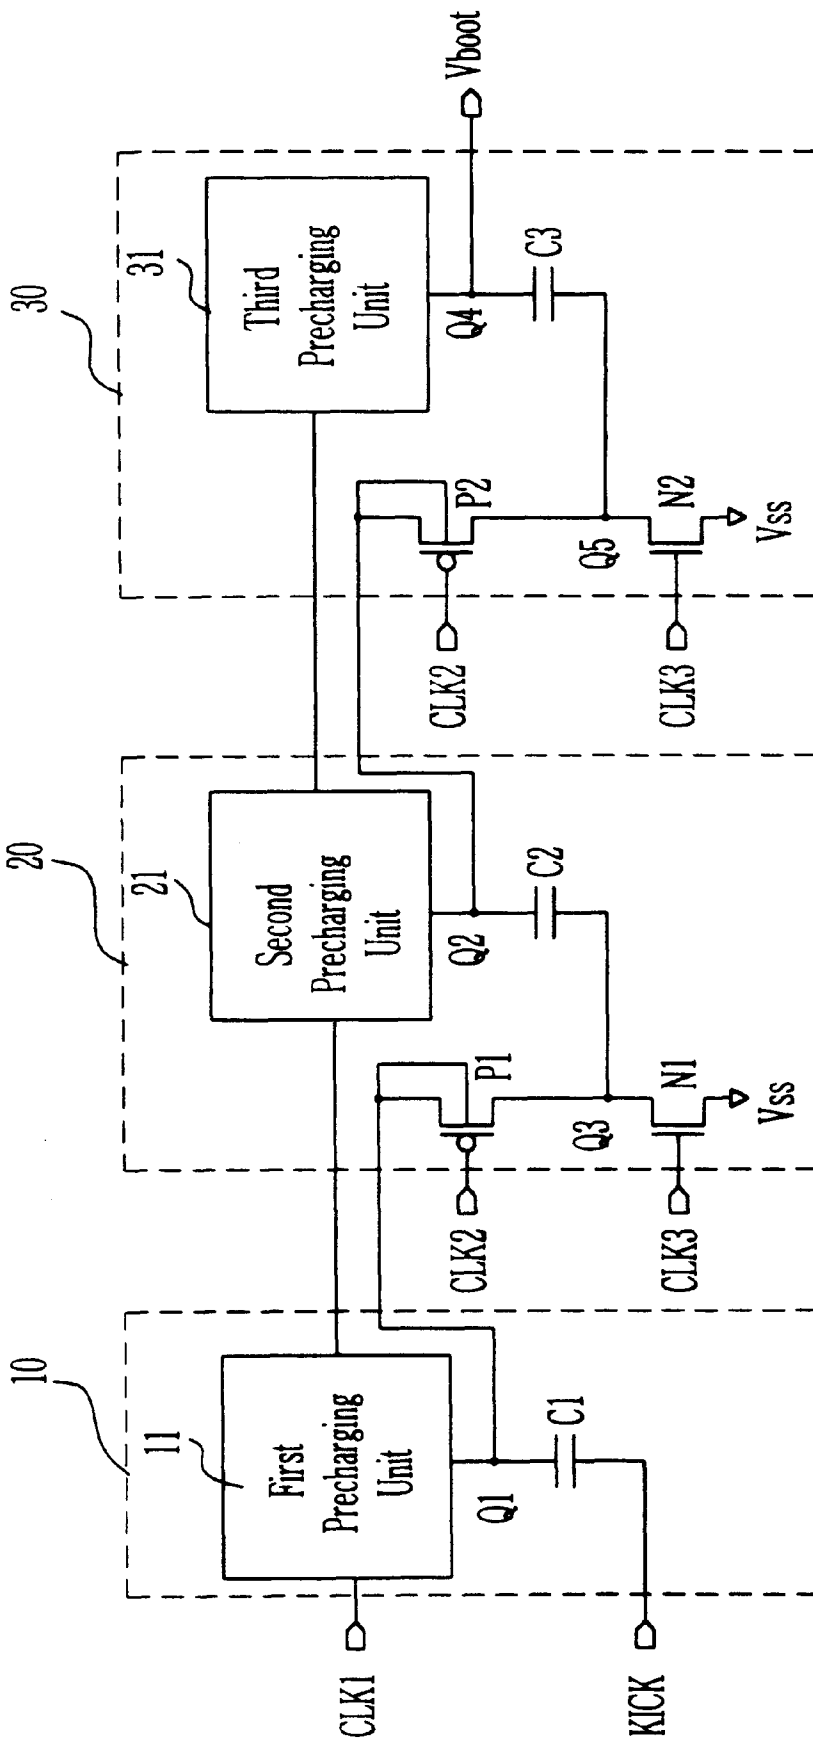 10
20
30
11
First
Precharging
Unit
21
Second
Precharging
Unit
31
Third
Precharging
Unit
CLK1
KICK
Q1
C1
CLK2
P1
Q2
C2
Q3
CLK3
N1
Vss
CLK2
P2
Q4
C3
Vboot
Q5
CLK3
N2
Vss